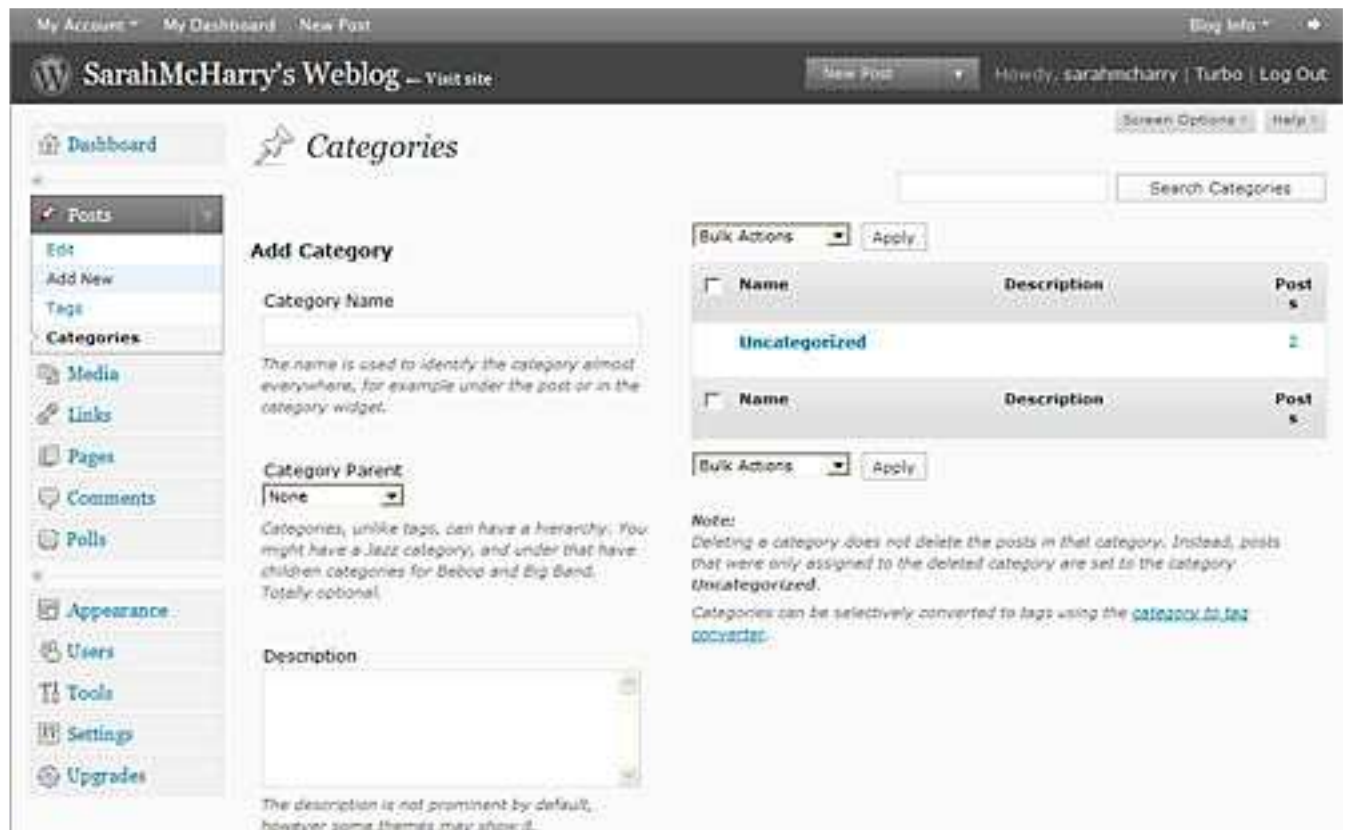 My Account My Dashboard New Post Blog Info
SarahMcHarry's Weblog – Visit site New Post Howdy, sarahmcharry | Turbo | Log Out
Screen Options Help
Dashboard
Categories
Search Categories
Posts
Edit
Add New
Tags
Categories
Media
Links
Pages
Comments
Polls
Appearance
Users
Tools
Settings
Upgrades
Add Category
Category Name
The name is used to identify the category almost
everywhere, for example under the post or in the
category widget.
Category Parent
None
Categories, unlike tags, can have a hierarchy. You
might have a Jazz category, and under that have
children categories for Bebop and Big Band.
Totally optional.
Description
The description is not prominent by default,
however some themes may show it.
Bulk Actions Apply
Name Description Post
s
Uncategorized 2
Name Description Post
s
Bulk Actions Apply
Note:
Deleting a category does not delete the posts in that category. Instead, posts
that were only assigned to the deleted category are set to the category
Uncategorized.
Categories can be selectively converted to tags using the category to tag
converter.